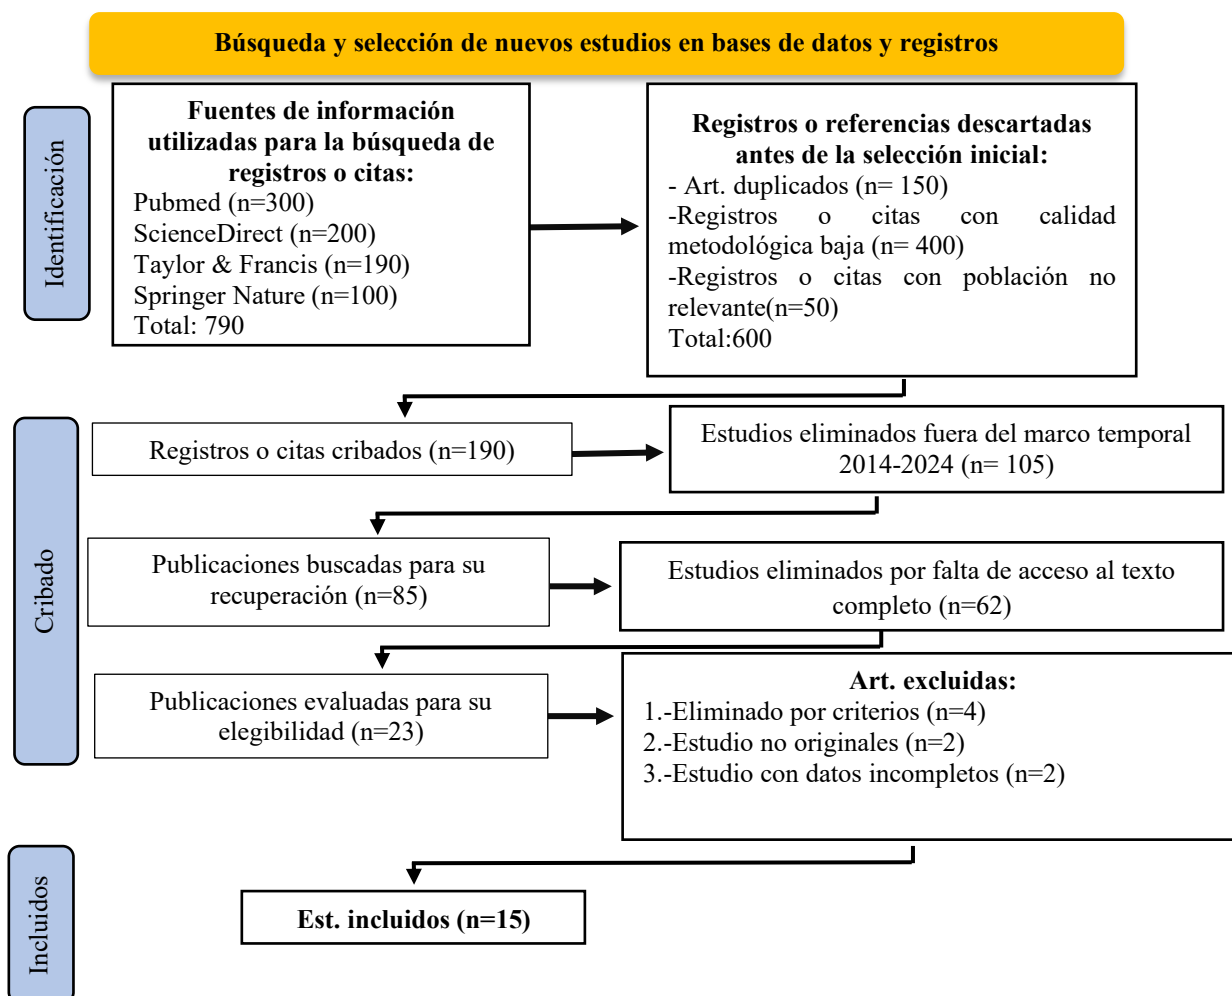 Búsqueda y selección de nuevos estudios en bases de datos y registros
Identificación
Fuentes de información
utilizadas para la búsqueda de
registros o citas:
Pubmed (n=300)
ScienceDirect (n=200)
Taylor & Francis (n=190)
Springer Nature (n=100)
Total: 790
Registros o referencias descartadas
antes de la selección inicial:
- Art. duplicados (n= 150)
-Registros o citas con calidad
metodológica baja (n= 400)
-Registros o citas con población no
relevante(n=50)
Total:600
Cribado
Registros o citas cribados (n=190)
Estudios eliminados fuera del marco temporal
2014-2024 (n= 105)
Publicaciones buscadas para su
recuperación (n=85)
Estudios eliminados por falta de acceso al texto
completo (n=62)
Publicaciones evaluadas para su
elegibilidad (n=23)
Art. excluidas:
1.-Eliminado por criterios (n=4)
2.-Estudio no originales (n=2)
3.-Estudio con datos incompletos (n=2)
Incluidos
Est. incluidos (n=15)